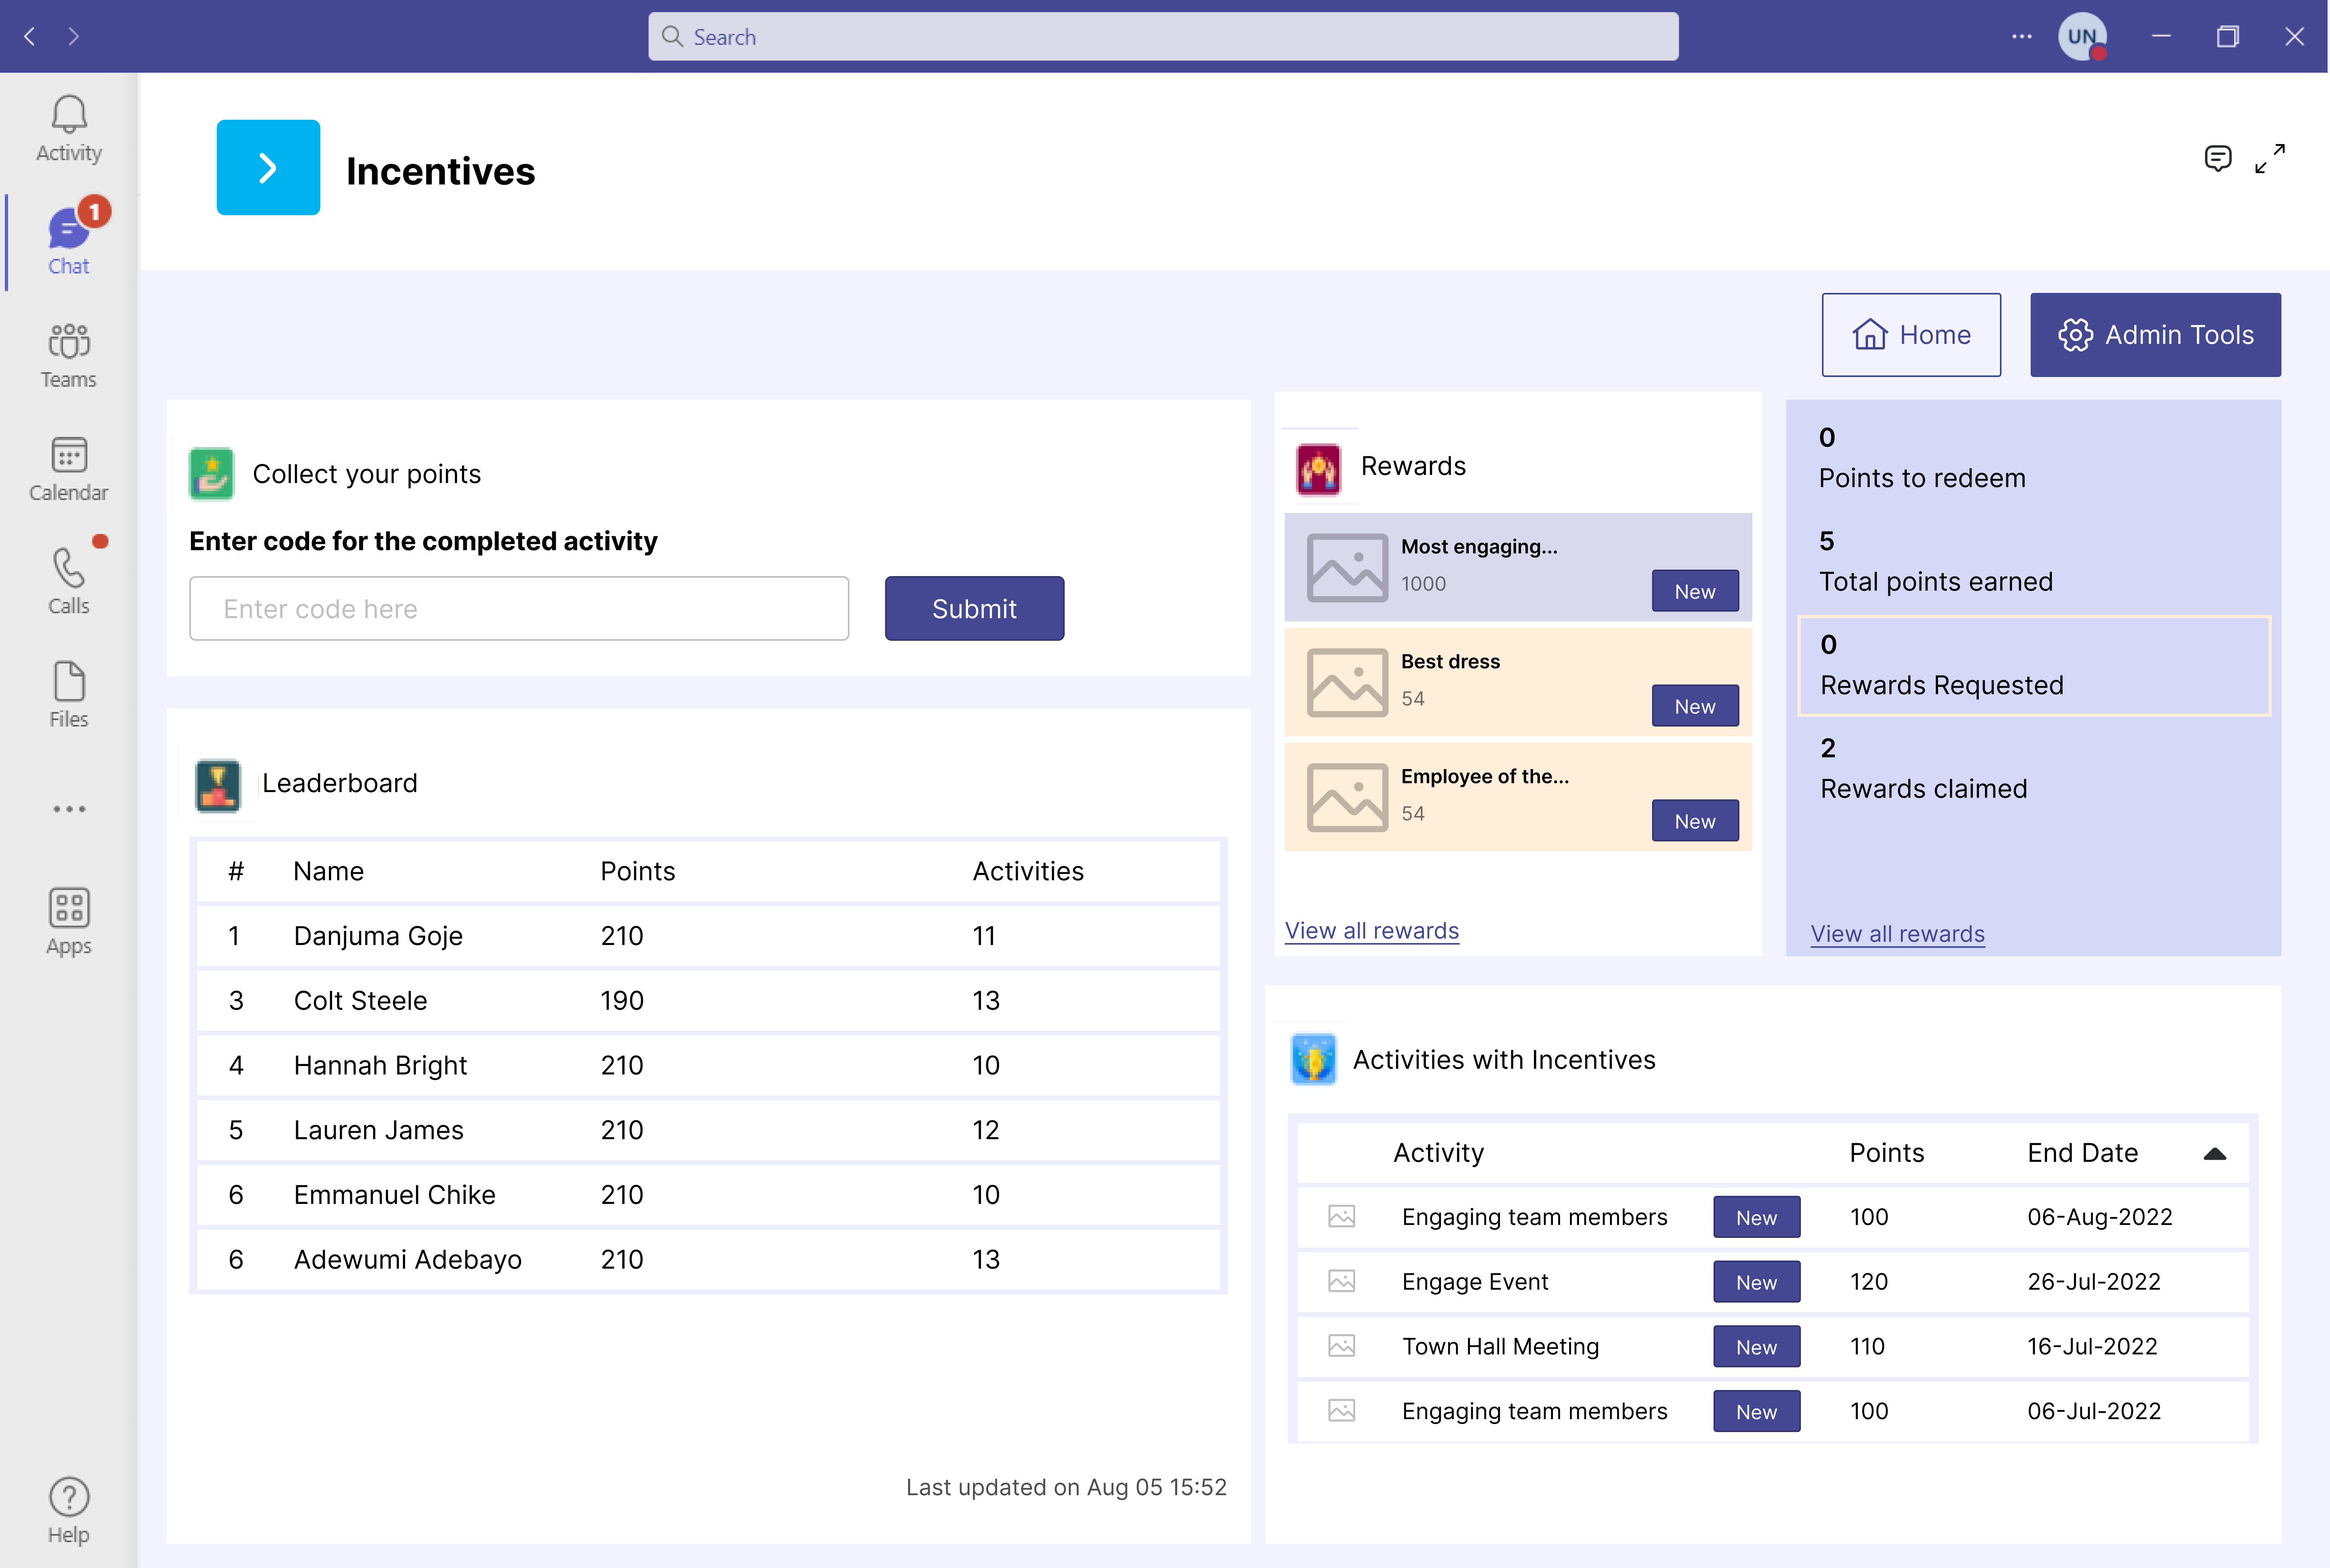 Search
UN
Activity
1
Chat
Teams
Calendar
Calls
Files
Apps
Help
Incentives
Home
Admin Tools
Collect your points
Enter code for the completed activity
Enter code here
Submit
Leaderboard
# Name Points Activities
1 Danjuma Goje 210 11
3 Colt Steele 190 13
4 Hannah Bright 210 10
5 Lauren James 210 12
6 Emmanuel Chike 210 10
6 Adewumi Adebayo 210 13
Last updated on Aug 05 15:52
Rewards
Most engaging...
1000
New
Best dress
54
New
Employee of the...
54
New
View all rewards
0
Points to redeem
5
Total points earned
0
Rewards Requested
2
Rewards claimed
View all rewards
Activities with Incentives
Activity Points End Date
Engaging team members New 100 06-Aug-2022
Engage Event New 120 26-Jul-2022
Town Hall Meeting New 110 16-Jul-2022
Engaging team members New 100 06-Jul-2022